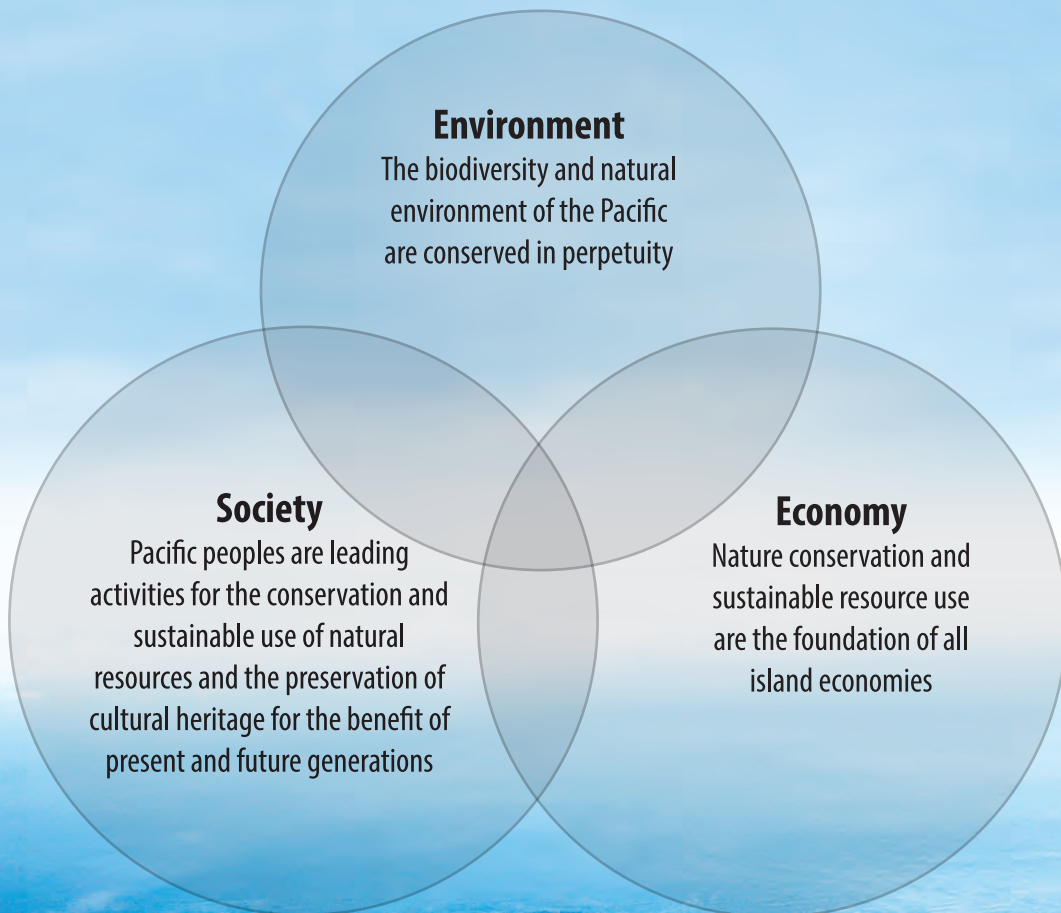 Environment
The biodiversity and natural
environment of the Pacific
are conserved in perpetuity
Society
Pacific peoples are leading
activities for the conservation and
sustainable use of natural
resources and the preservation of
cultural heritage for the benefit of
present and future generations
Economy
Nature conservation and
sustainable resource use
are the foundation of all
island economies